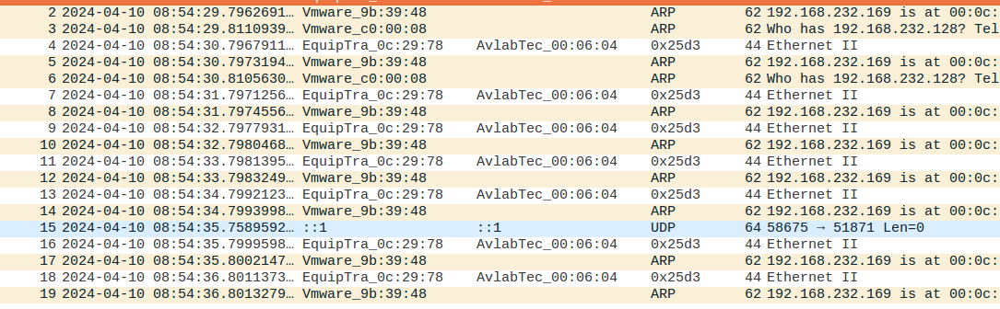 2 2024-04-10 08:54:29.7962691… Vmware_9b:39:48 ARP 62 192.168.232.169 is at 00:0c:
3 2024-04-10 08:54:29.8110939… Vmware_c0:00:08 ARP 62 Who has 192.168.232.128? Tel
4 2024-04-10 08:54:30.7967911… EquipTra_0c:29:78 AvlabTec_00:06:04 0x25d3 44 Ethernet II
5 2024-04-10 08:54:30.7973194… Vmware_9b:39:48 ARP 62 192.168.232.169 is at 00:0c:
6 2024-04-10 08:54:30.8105630… Vmware_c0:00:08 ARP 62 Who has 192.168.232.128? Tel
7 2024-04-10 08:54:31.7971256… EquipTra_0c:29:78 AvlabTec_00:06:04 0x25d3 44 Ethernet II
8 2024-04-10 08:54:31.7974556… Vmware_9b:39:48 ARP 62 192.168.232.169 is at 00:0c:
9 2024-04-10 08:54:32.7977931… EquipTra_0c:29:78 AvlabTec_00:06:04 0x25d3 44 Ethernet II
10 2024-04-10 08:54:32.7980468… Vmware_9b:39:48 ARP 62 192.168.232.169 is at 00:0c:
11 2024-04-10 08:54:33.7981395… EquipTra_0c:29:78 AvlabTec_00:06:04 0x25d3 44 Ethernet II
12 2024-04-10 08:54:33.7983249… Vmware_9b:39:48 ARP 62 192.168.232.169 is at 00:0c:
13 2024-04-10 08:54:34.7992123… EquipTra_0c:29:78 AvlabTec_00:06:04 0x25d3 44 Ethernet II
14 2024-04-10 08:54:34.7993998… Vmware_9b:39:48 ARP 62 192.168.232.169 is at 00:0c:
15 2024-04-10 08:54:35.7589592… ::1 ::1 UDP 64 58675 → 51871 Len=0
16 2024-04-10 08:54:35.7999598… EquipTra_0c:29:78 AvlabTec_00:06:04 0x25d3 44 Ethernet II
17 2024-04-10 08:54:35.8002147… Vmware_9b:39:48 ARP 62 192.168.232.169 is at 00:0c:
18 2024-04-10 08:54:36.8011373… EquipTra_0c:29:78 AvlabTec_00:06:04 0x25d3 44 Ethernet II
19 2024-04-10 08:54:36.8013279… Vmware_9b:39:48 ARP 62 192.168.232.169 is at 00:0c: